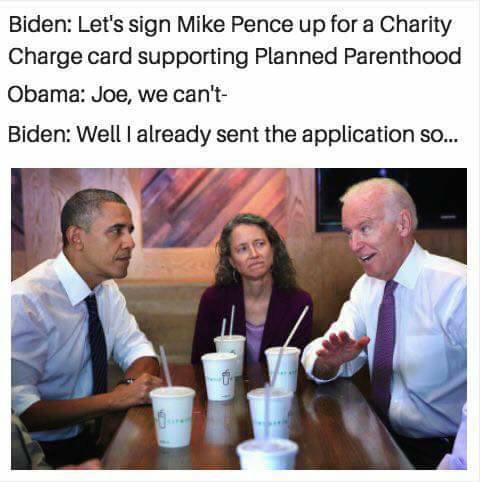 Biden: Let's sign Mike Pence up for a Charity
Charge card supporting Planned Parenthood
Obama: Joe, we can't-
Biden: Well I already sent the application so...